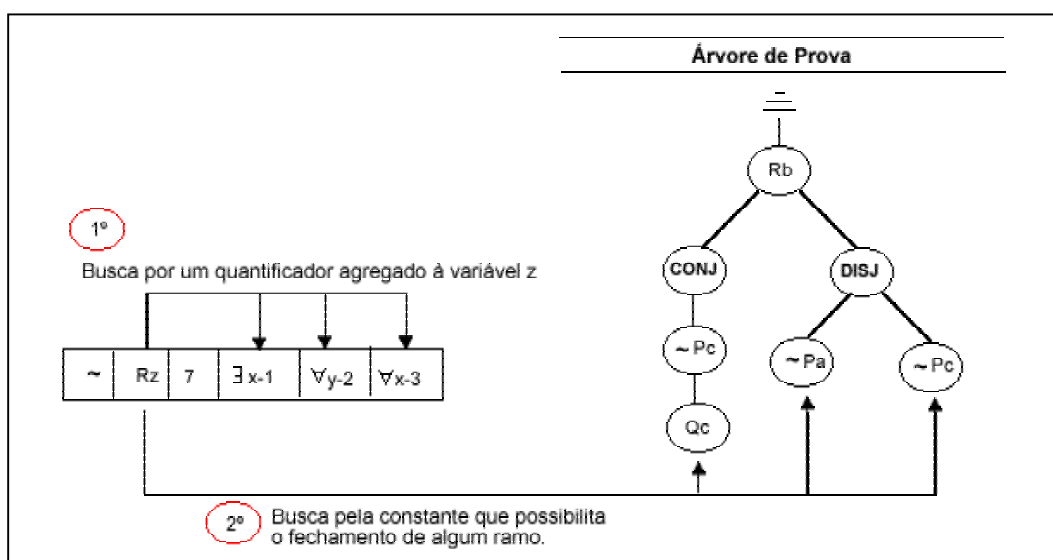 Árvore de Prova
Rb
1º
Busca por um quantificador agregado à variável z
CONJ
DISJ
~ Rz 7 ∃x-1 ∀y-2 ∀x-3
~Pc
~Pa
~Pc
Qc
2º
Busca pela constante que possibilita
o fechamento de algum ramo.